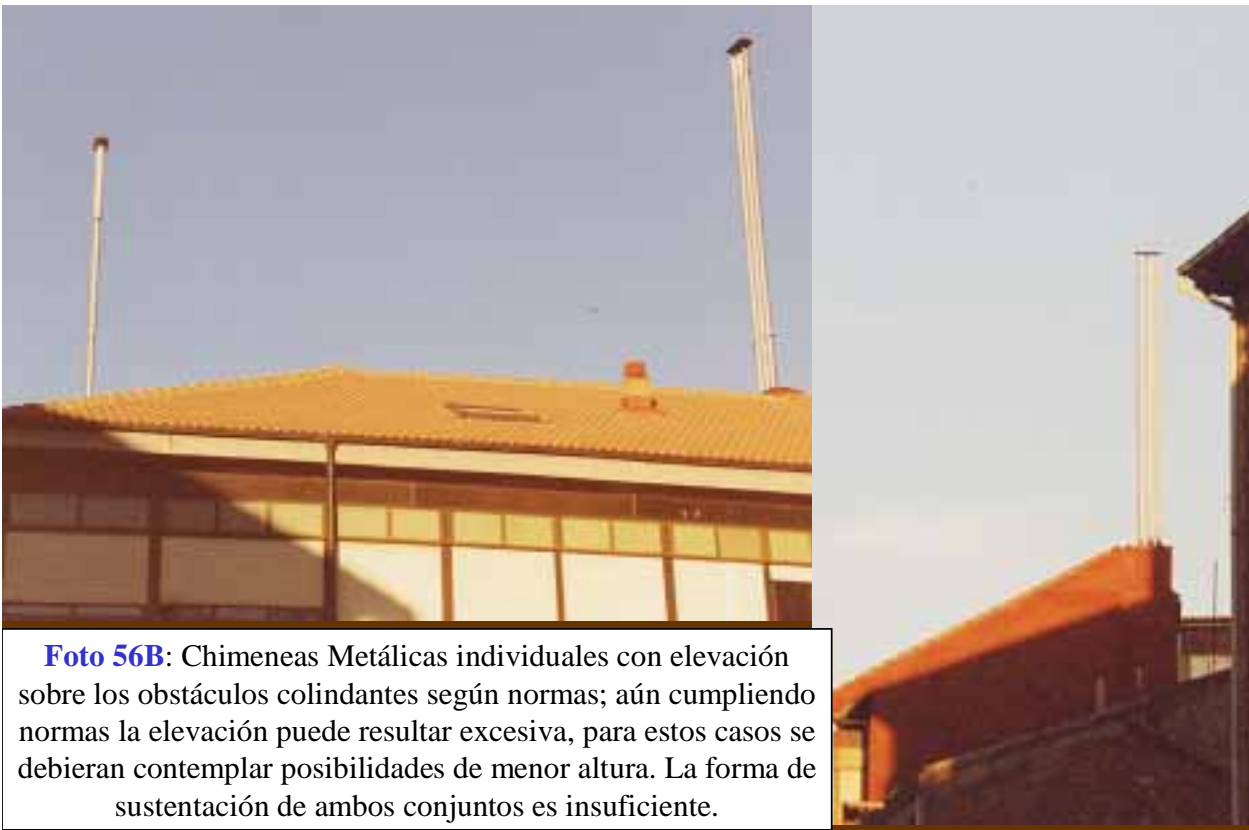 Foto 56B: Chimeneas Metálicas individuales con elevación
sobre los obstáculos colindantes según normas; aún cumpliendo
normas la elevación puede resultar excesiva, para estos casos se
debieran contemplar posibilidades de menor altura. La forma de
sustentación de ambos conjuntos es insuficiente.